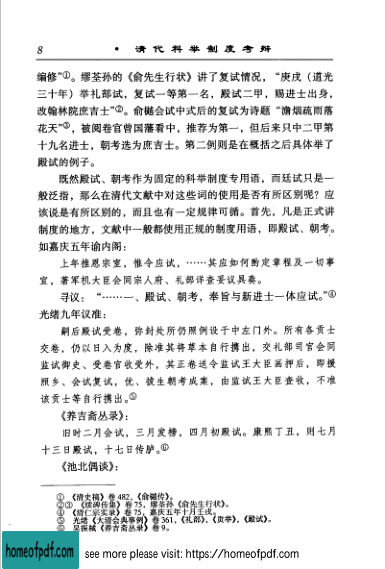 8 · 清代科举制度考辨
编修”①。缪荃孙的《俞先生行状》讲了复试情况，“庚戌（道光
三十年）举礼部试，复试一等第一名，殿试二甲，赐进士出身，
改翰林院庶吉士”②。俞樾会试中式后的复试为诗题“澹烟疏雨落
花天”③，被阅卷官曾国藩看中，推荐为第一，但后来只中二甲第
十九名进士，朝考选为庶吉士。第二例则是在概括之后具体举了
殿试的例子。
既然殿试、朝考作为固定的科举制度专用语，而廷试只是一
般泛指，那么在清代文献中对这些词的使用是否有所区别呢？应
该说是有所区别的，而且也有一定规律可循。首先，凡是正式讲
制度的地方，文献中一般都使用正规的制度用语，即殿试、朝考。
如嘉庆五年谕内阁：
上年推恩宗室，惟令应试，……其应如何酌定章程及一切事
宜，著军机大臣会同宗人府、礼部详查妥议具奏。
寻议：“……一、殿试、朝考，奉旨与新进士一体应试。”④
光绪九年议准：
嗣后殿试受卷，弥封处所仍照例设于中左门外。所有各贡士
交卷，仍以日入为度，除准其将草本自行携出，交礼部司官会同
监试御史、受卷官收受外，其正卷送令监试王大臣画押后，即援
照乡、会试复试，优、拔生朝考成案，由监试王大臣查收，不准
该贡士等自行携出。⑤
《养吉斋丛录》：
旧时二月会试，三月发榜，四月初殿试。康熙丁丑，则七月
十三日殿试，十七日传胪。⑥
《池北偶谈》：
① 《清史稿》卷482，《俞樾传》。
②③ 《续碑传集》卷75，缪荃孙《俞先生行状》。
④ 《清仁宗实录》卷75，嘉庆五年十月壬戌。
⑤ 光绪《大清会典事例》卷361，《礼部》，《贡举》，《殿试》。
⑥ 吴振棫《养吉斋丛录》卷9。
homeofpdf.com see more please visit: https://homeofpdf.com